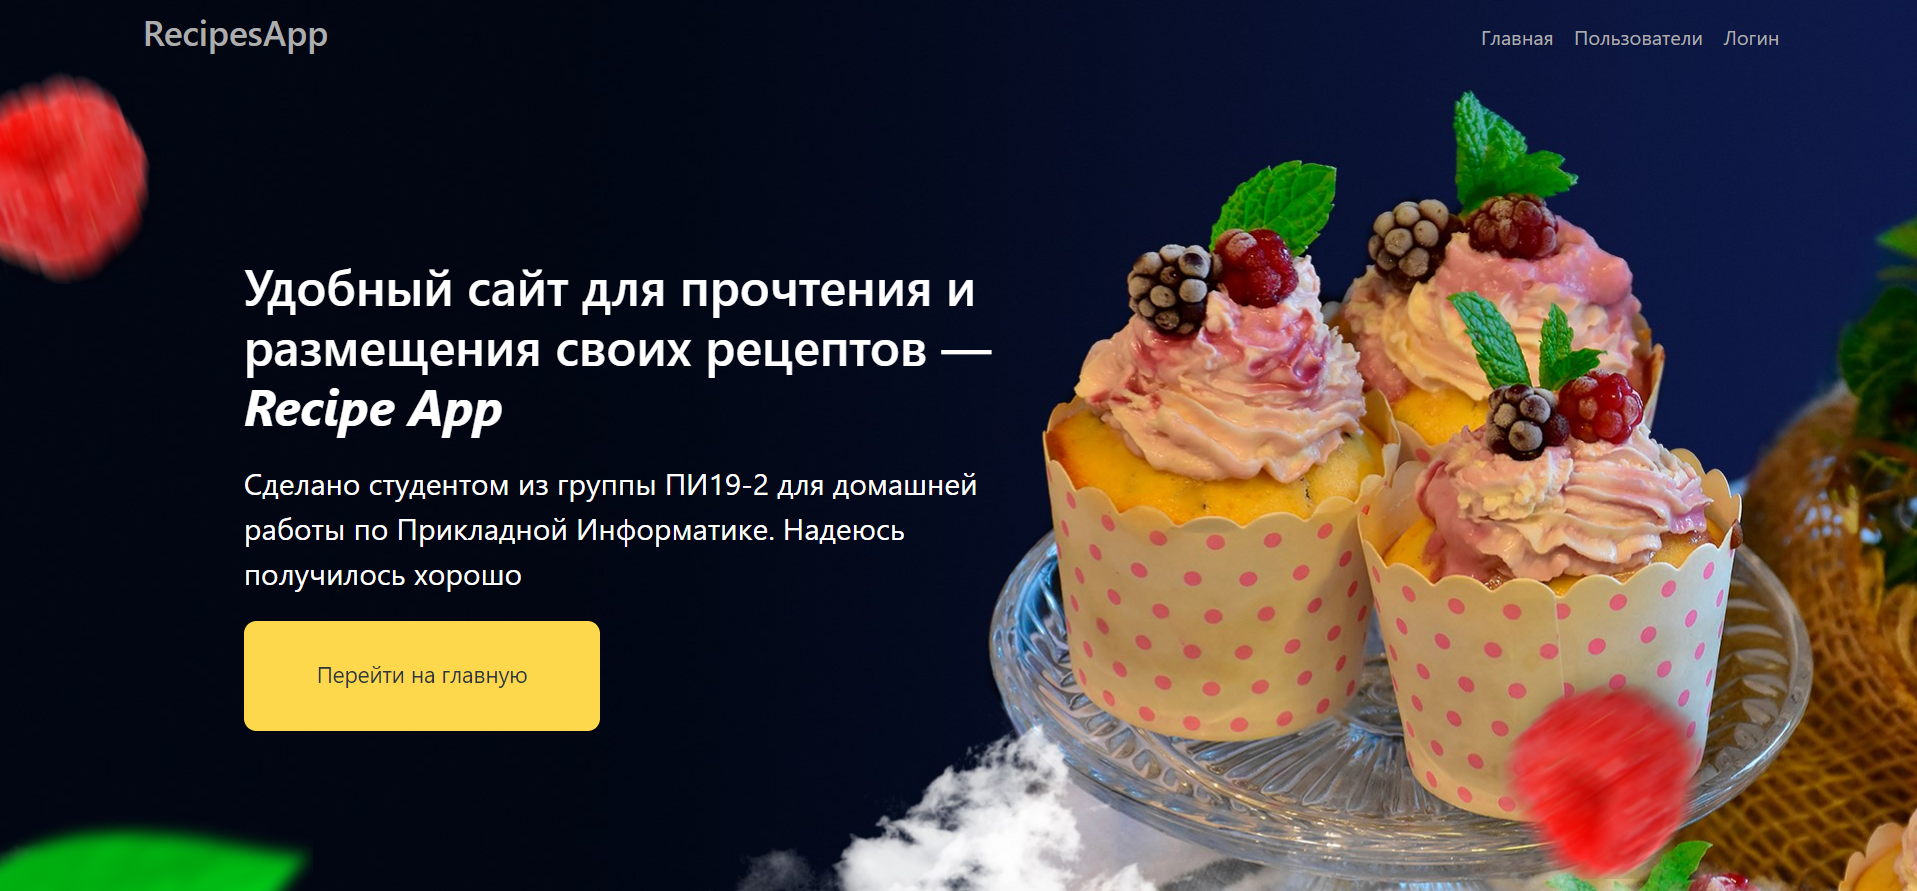 RecipesApp
Главная Пользователи Логин
Удобный сайт для прочтения и
размещения своих рецептов —
Recipe App
Сделано студентом из группы ПИ19-2 для домашней
работы по Прикладной Информатике. Надеюсь
получилось хорошо
Перейти на главную